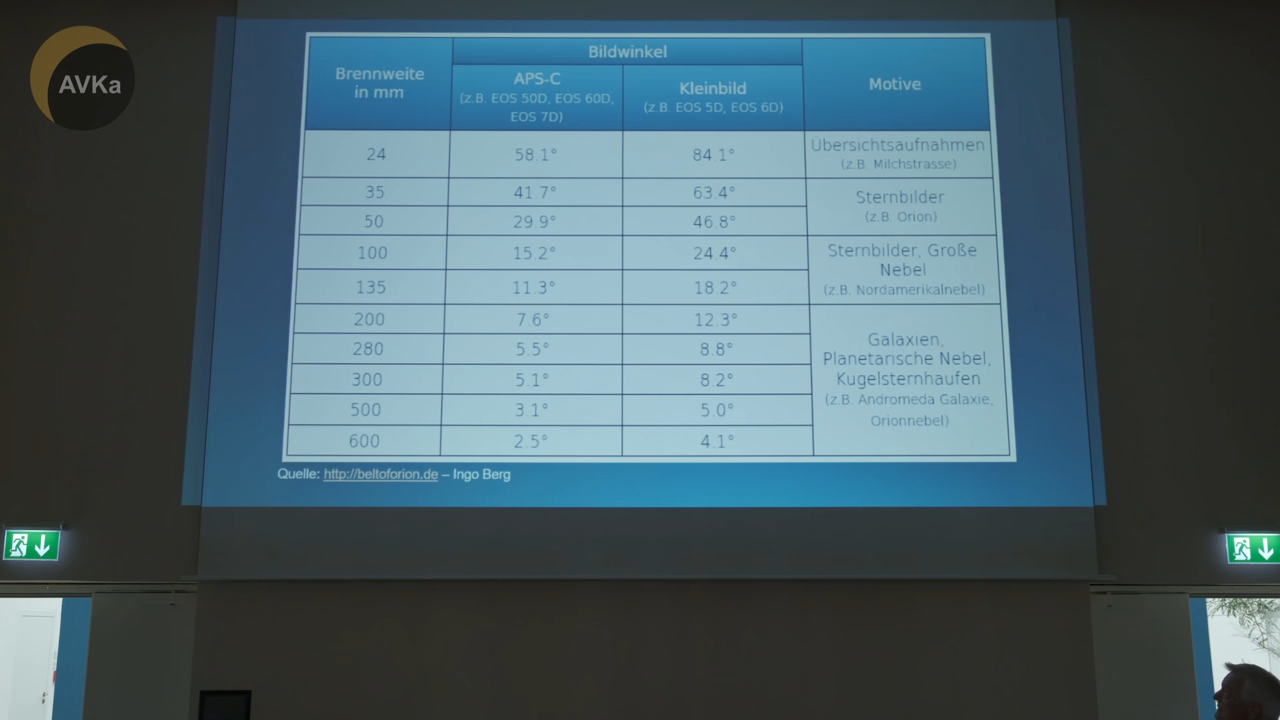 AVKa
Bildwinkel
Brennweite
in mm
APS-C
(z.B. EOS 50D, EOS 60D,
EOS 7D)
Kleinbild
(z.B. EOS 5D, EOS 6D)
Motive
24 58.1° 84.1°
Übersichtsaufnahmen
(z.B. Milchstrasse)
35 41.7° 63.4°
Sternbilder
(z.B. Orion)
50 29.9° 46.8°
100 15.2° 24.4°
Sternbilder, Große
Nebel
(z.B. Nordamerikalnebel)
135 11.3° 18.2°
200 7.6° 12.3°
280 5.5° 8.8°
300 5.1° 8.2°
500 3.1° 5.0°
600 2.5° 4.1°
Galaxien,
Planetarische Nebel,
Kugelsternhaufen
(z.B. Andromeda Galaxie,
Orionnebel)
Quelle: http://beltoforion.de – Ingo Berg